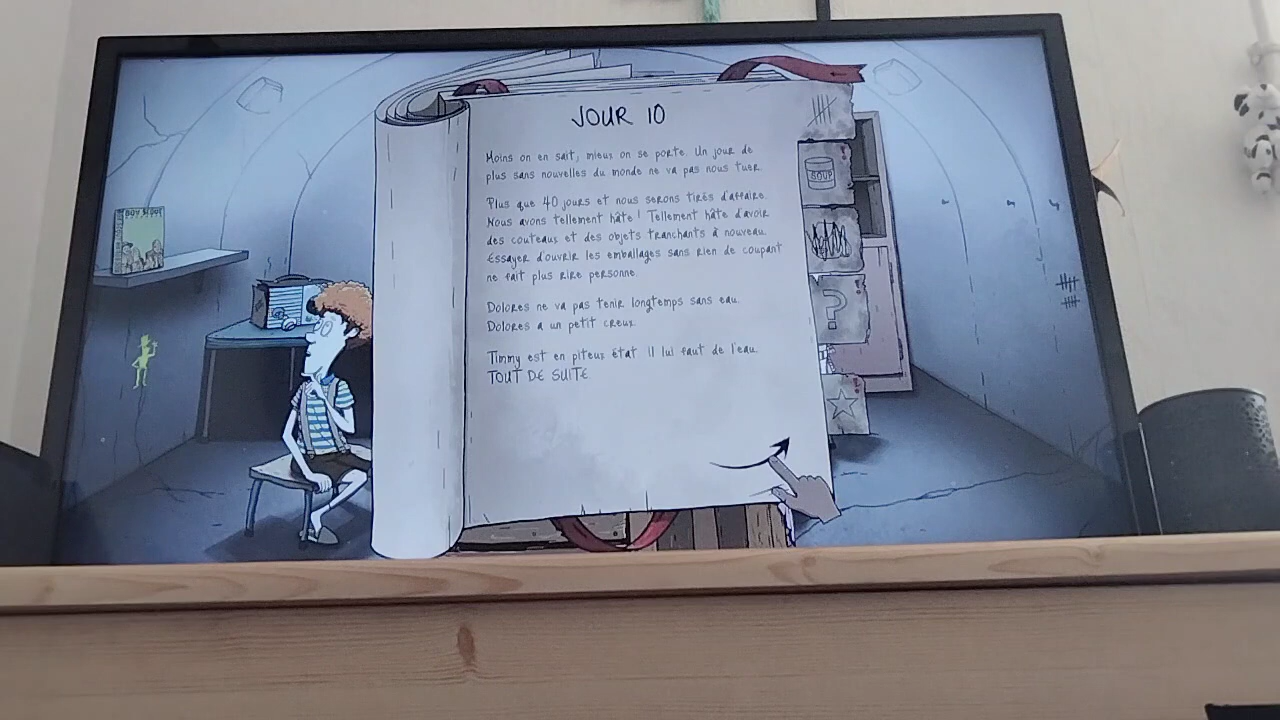 JOUR 10
Moins on en sait, mieux on se porte. Un jour de
plus sans nouvelles du monde ne va pas nous tuer.
Plus que 40 jours et nous serons tirés d'affaire.
Nous avons tellement hâte ! Tellement hâte d'avoir
des couteaux et des objets tranchants à nouveau.
Essayer d'ouvrir les emballages sans rien de coupant
ne fait plus rire personne.
Dolores ne va pas tenir longtemps sans eau.
Dolores a un petit creux.
Timmy est en piteux état. Il lui faut de l'eau.
TOUT DE SUITE.
SOUP